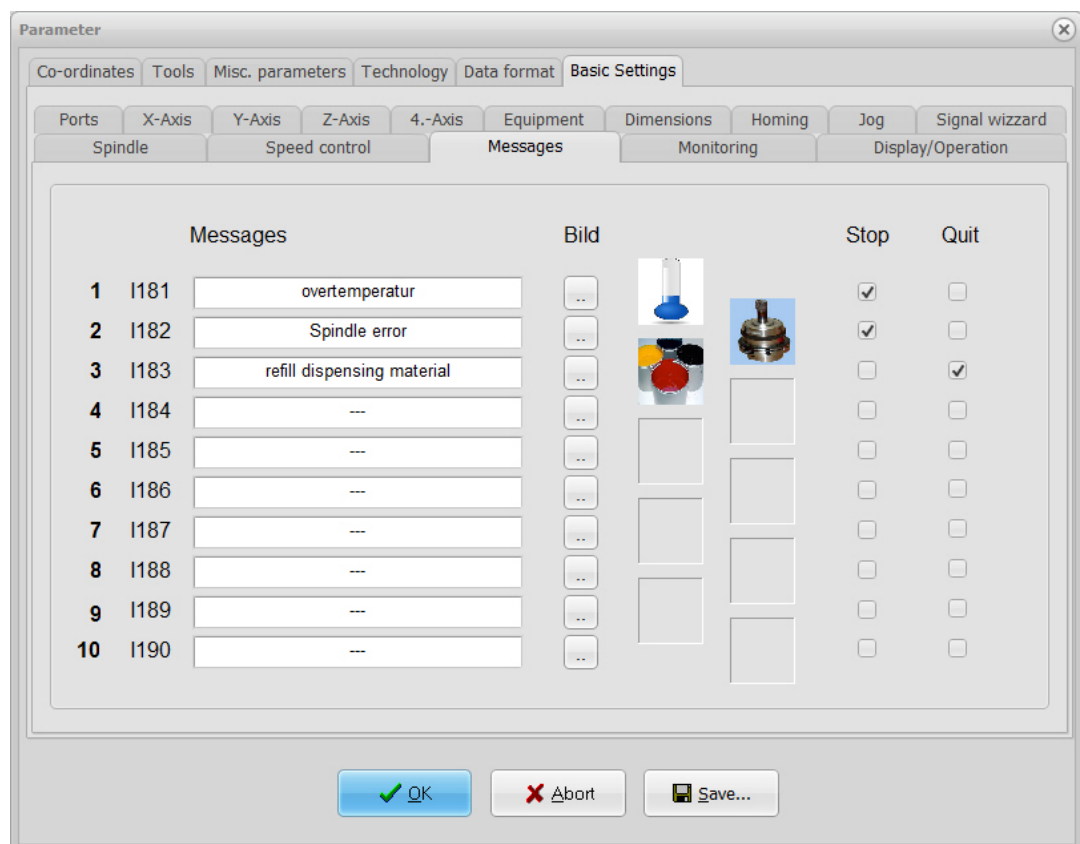 Parameter
Co-ordinates Tools Misc. parameters Technology Data format Basic Settings
Ports X-Axis Y-Axis Z-Axis 4.-Axis Equipment Dimensions Homing Jog Signal wizzard
Spindle Speed control Messages Monitoring Display/Operation
Messages Bild Stop Quit
1 I181 overtemperatur ..
2 I182 Spindle error ..
3 I183 refill dispensing material ..
4 I184 --- ..
5 I185 --- ..
6 I186 --- ..
7 I187 --- ..
8 I188 --- ..
9 I189 --- ..
10 I190 --- ..
OK Abort Save...